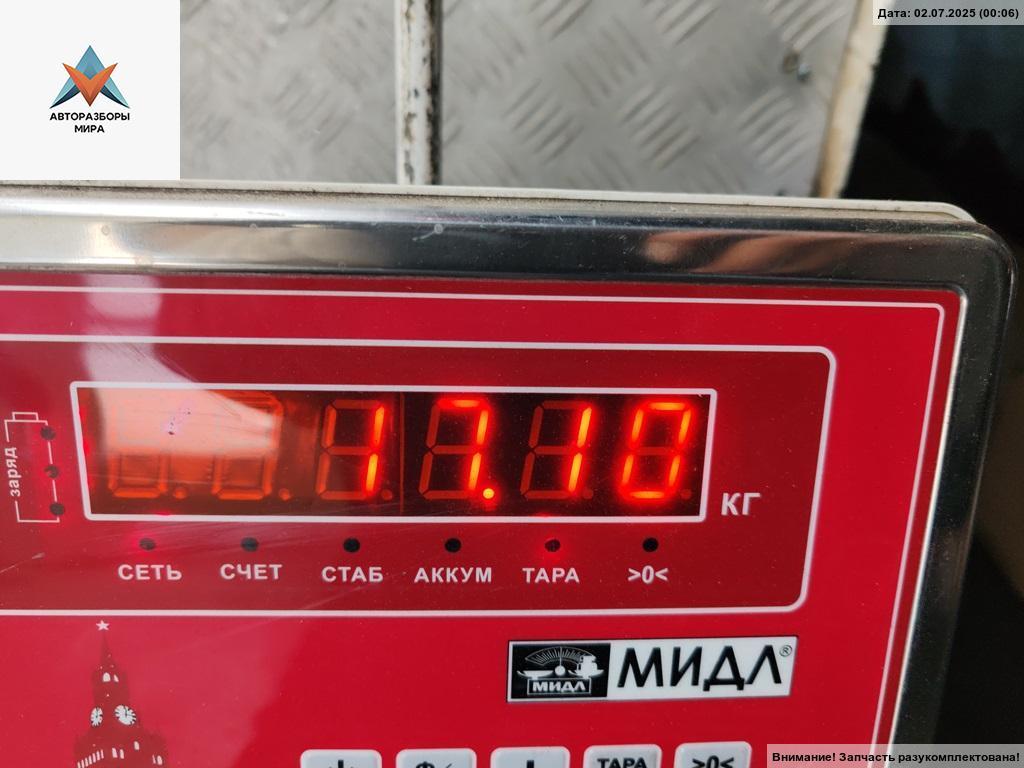 Дата: 02.07.2025 (00:06)
АВТОРАЗБОРЫ
МИРА
заряд
17.10
КГ
СЕТЬ СЧЕТ СТАБ АККУМ ТАРА >0<
МИДЛ МИДЛ®
ТАРА >0<
Внимание! Запчасть разукомплектована!